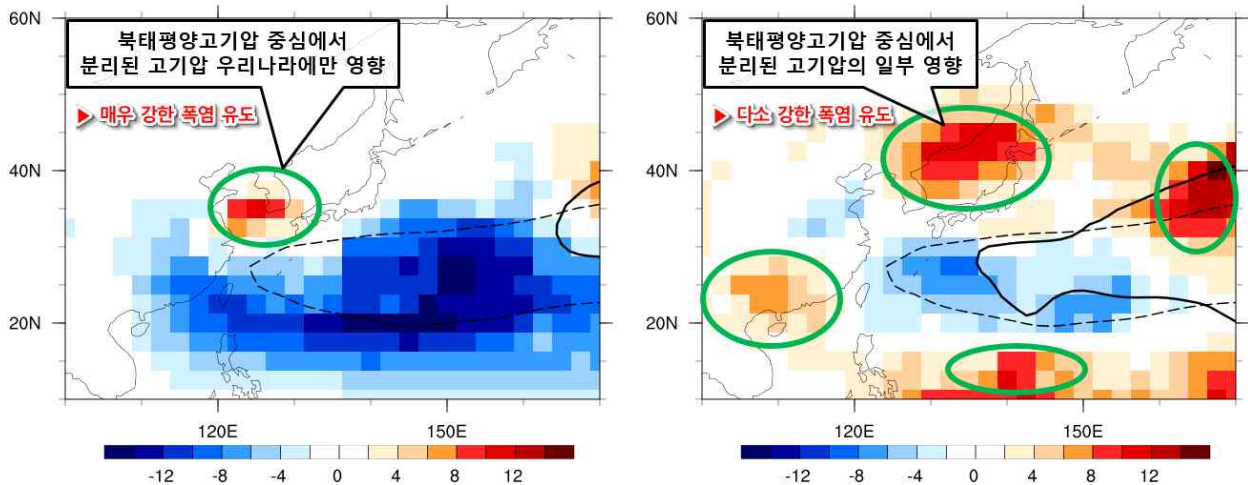 60N
북태평양고기압 중심에서
분리된 고기압 우리나라에만 영향
▶ 매우 강한 폭염 유도
40N
20N
120E
150E
-12 -8 -4 0 4 8 12
60N
북태평양고기압 중심에서
분리된 고기압의 일부 영향
▶ 다소 강한 폭염 유도
40N
20N
120E
150E
-12 -8 -4 0 4 8 12